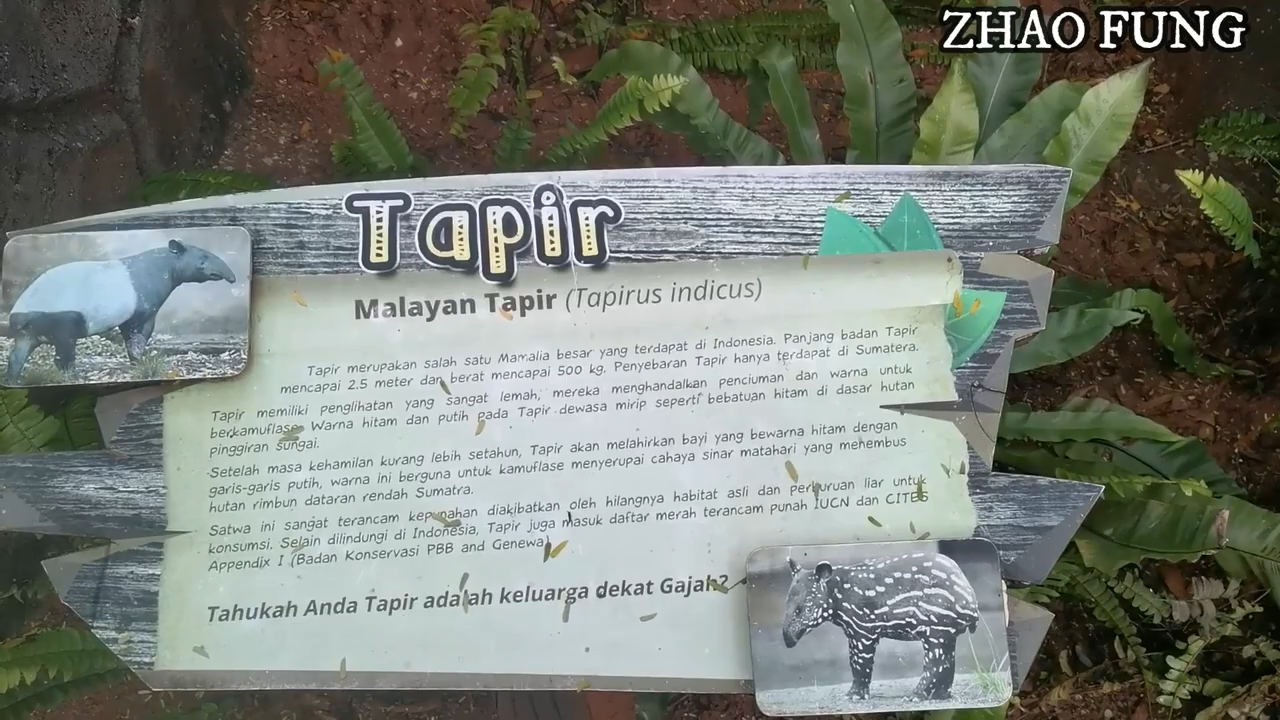 ZHAO FUNG
Tapir
Malayan Tapir (Tapirus indicus)
Tapir merupakan salah satu Mamalia besar yang terdapat di Indonesia. Panjang badan Tapir
mencapai 2.5 meter dan berat mencapai 500 kg. Penyebaran Tapir hanya terdapat di Sumatera.
Tapir memiliki penglihatan yang sangat lemah, mereka menghandalkan penciuman dan warna untuk
berkamuflase. Warna hitam dan putih pada Tapir dewasa mirip seperti bebatuan hitam di dasar hutan
pinggiran sungai.
Setelah masa kehamilan kurang lebih setahun, Tapir akan melahirkan bayi yang bewarna hitam dengan
garis-garis putih, warna ini berguna untuk kamuflase menyerupai cahaya sinar matahari yang menembus
hutan rimbun dataran rendah Sumatra.
Satwa ini sangat terancam kepunahan diakibatkan oleh hilangnya habitat asli dan perburuan liar untuk
konsumsi. Selain dilindungi di Indonesia, Tapir juga masuk daftar merah terancam punah IUCN dan CITES
Appendix I (Badan Konservasi PBB and Genewa)
Tahukah Anda Tapir adalah keluarga dekat Gajah?